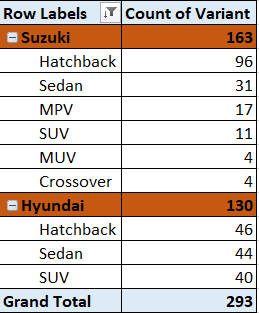 Row Labels Count of Variant
Suzuki 163
Hatchback 96
Sedan 31
MPV 17
SUV 11
MUV 4
Crossover 4
Hyundai 130
Hatchback 46
Sedan 44
SUV 40
Grand Total 293